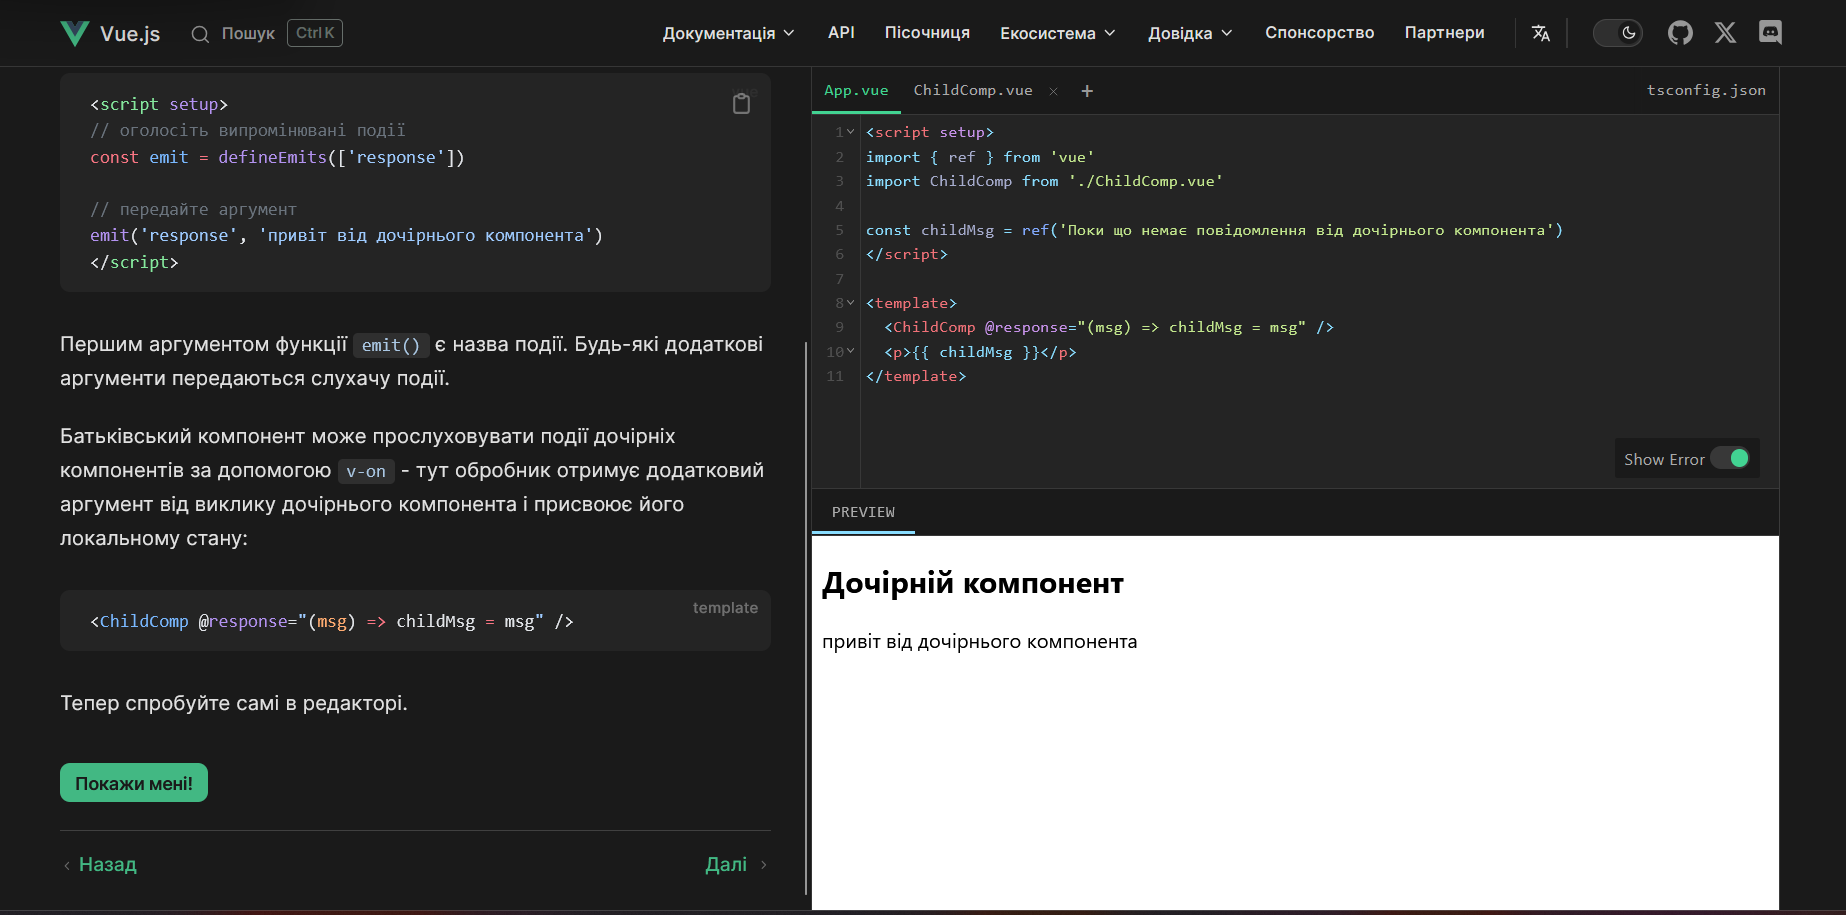 Vue.js
Пошук
Ctrl K
Документація
API
Пісочниця
Екосистема
Довідка
Спонсорство
Партнери
<script setup>
// оголосіть випромінювані події
const emit = defineEmits(['response'])
// передайте аргумент
emit('response', 'привіт від дочірнього компонента')
</script>
Першим аргументом функції emit() є назва події. Будь-які додаткові
аргументи передаються слухачу події.
Батьківський компонент може прослуховувати події дочірніх
компонентів за допомогою v-on - тут обробник отримує додатковий
аргумент від виклику дочірнього компонента і присвоює його
локальному стану:
template
<ChildComp @response="(msg) => childMsg = msg" />
Тепер спробуйте самі в редакторі.
Покажи мені!
‹ Назад
Далі ›
App.vue
ChildComp.vue ×
+
tsconfig.json
1 <script setup>
2 import { ref } from 'vue'
3 import ChildComp from './ChildComp.vue'
4
5 const childMsg = ref('Поки що немає повідомлення від дочірнього компонента')
6 </script>
7
8 <template>
9 <ChildComp @response="(msg) => childMsg = msg" />
10 <p>{{ childMsg }}</p>
11 </template>
Show Error
PREVIEW
Дочірній компонент
привіт від дочірнього компонента